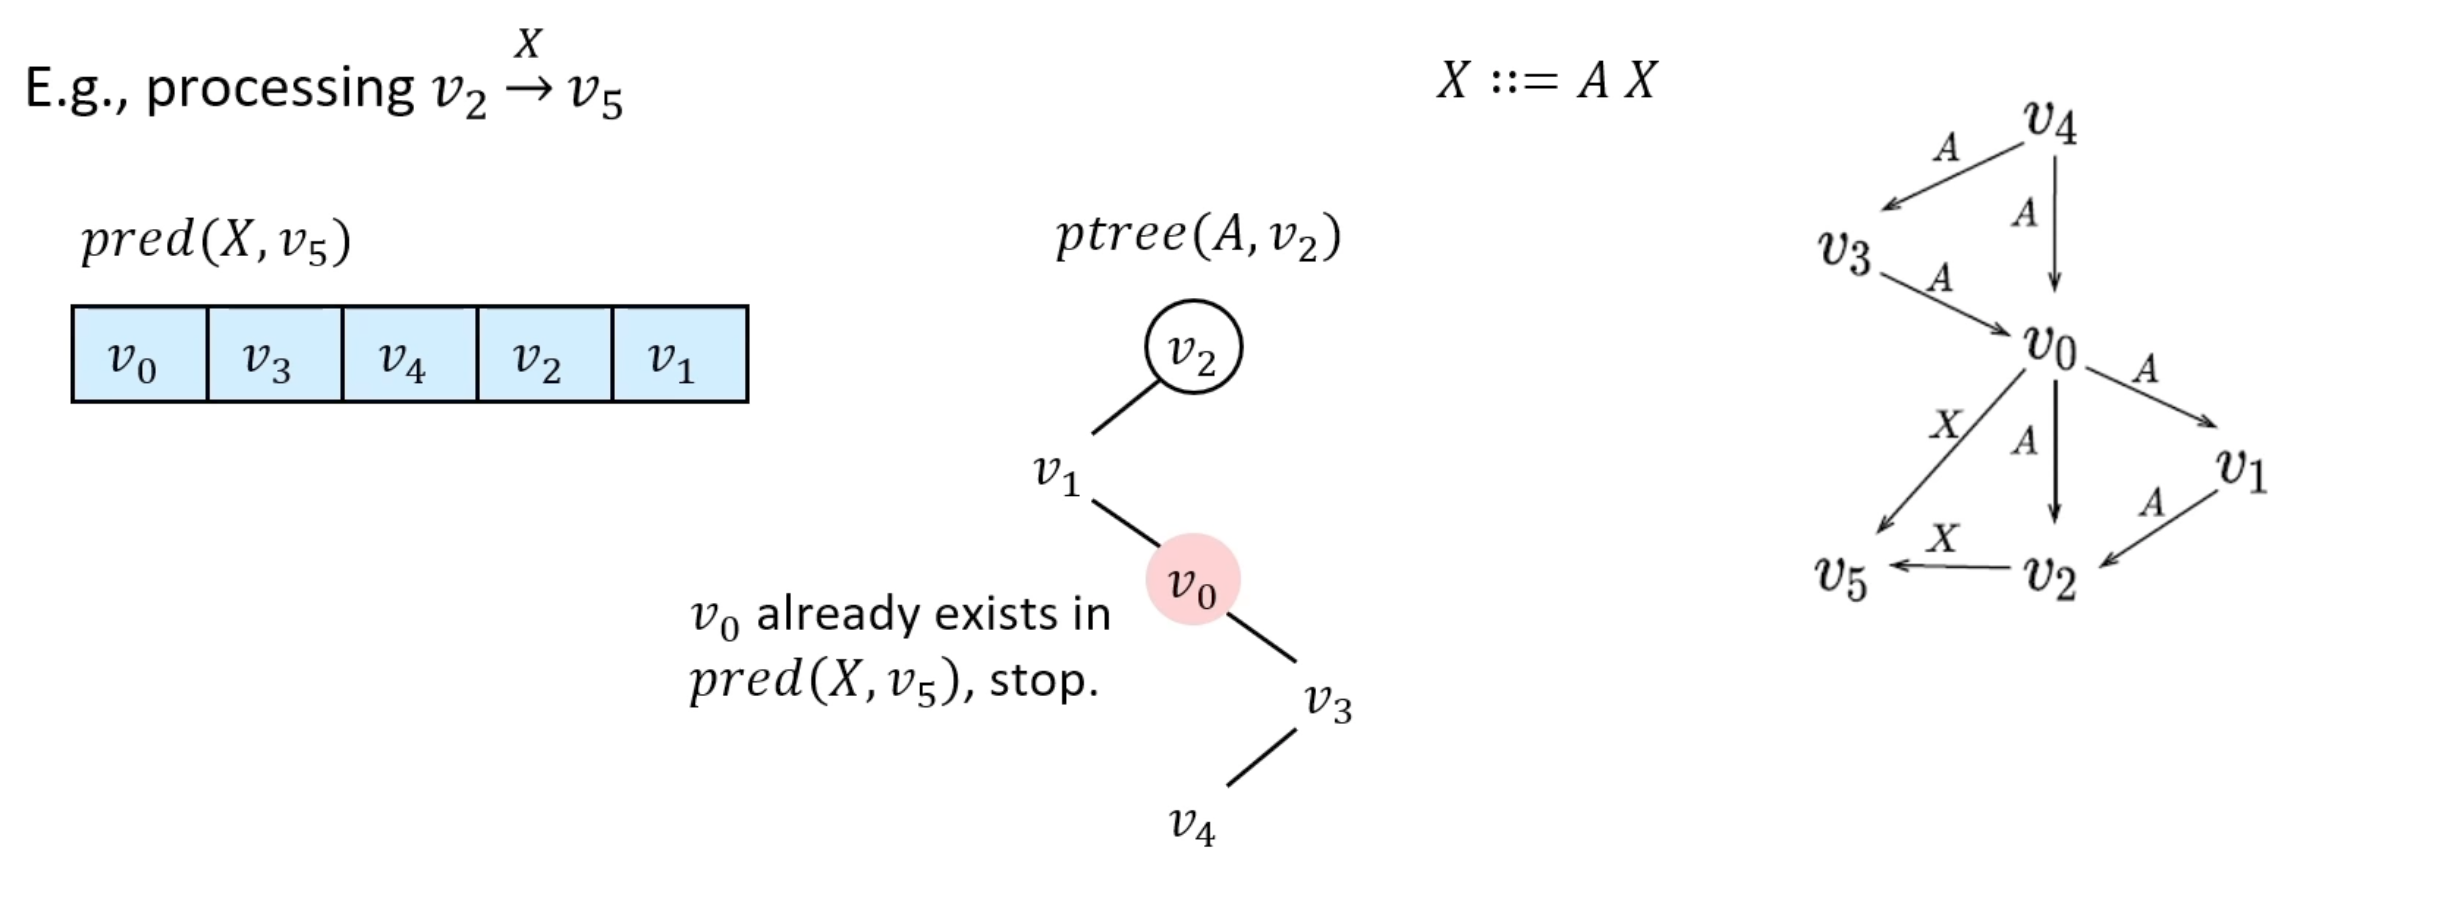 E.g., processing v₂ →ˣ v₅
X ::= A X
pred(X, v₅)
v₀ v₃ v₄ v₂ v₁
ptree(A, v₂)
v₂
v₁
v₀
v₃
v₄
v₀ already exists in
pred(X, v₅), stop.
v₄
A
A
v₃
A
v₀
A
X
A
v₁
A
X
v₅
v₂